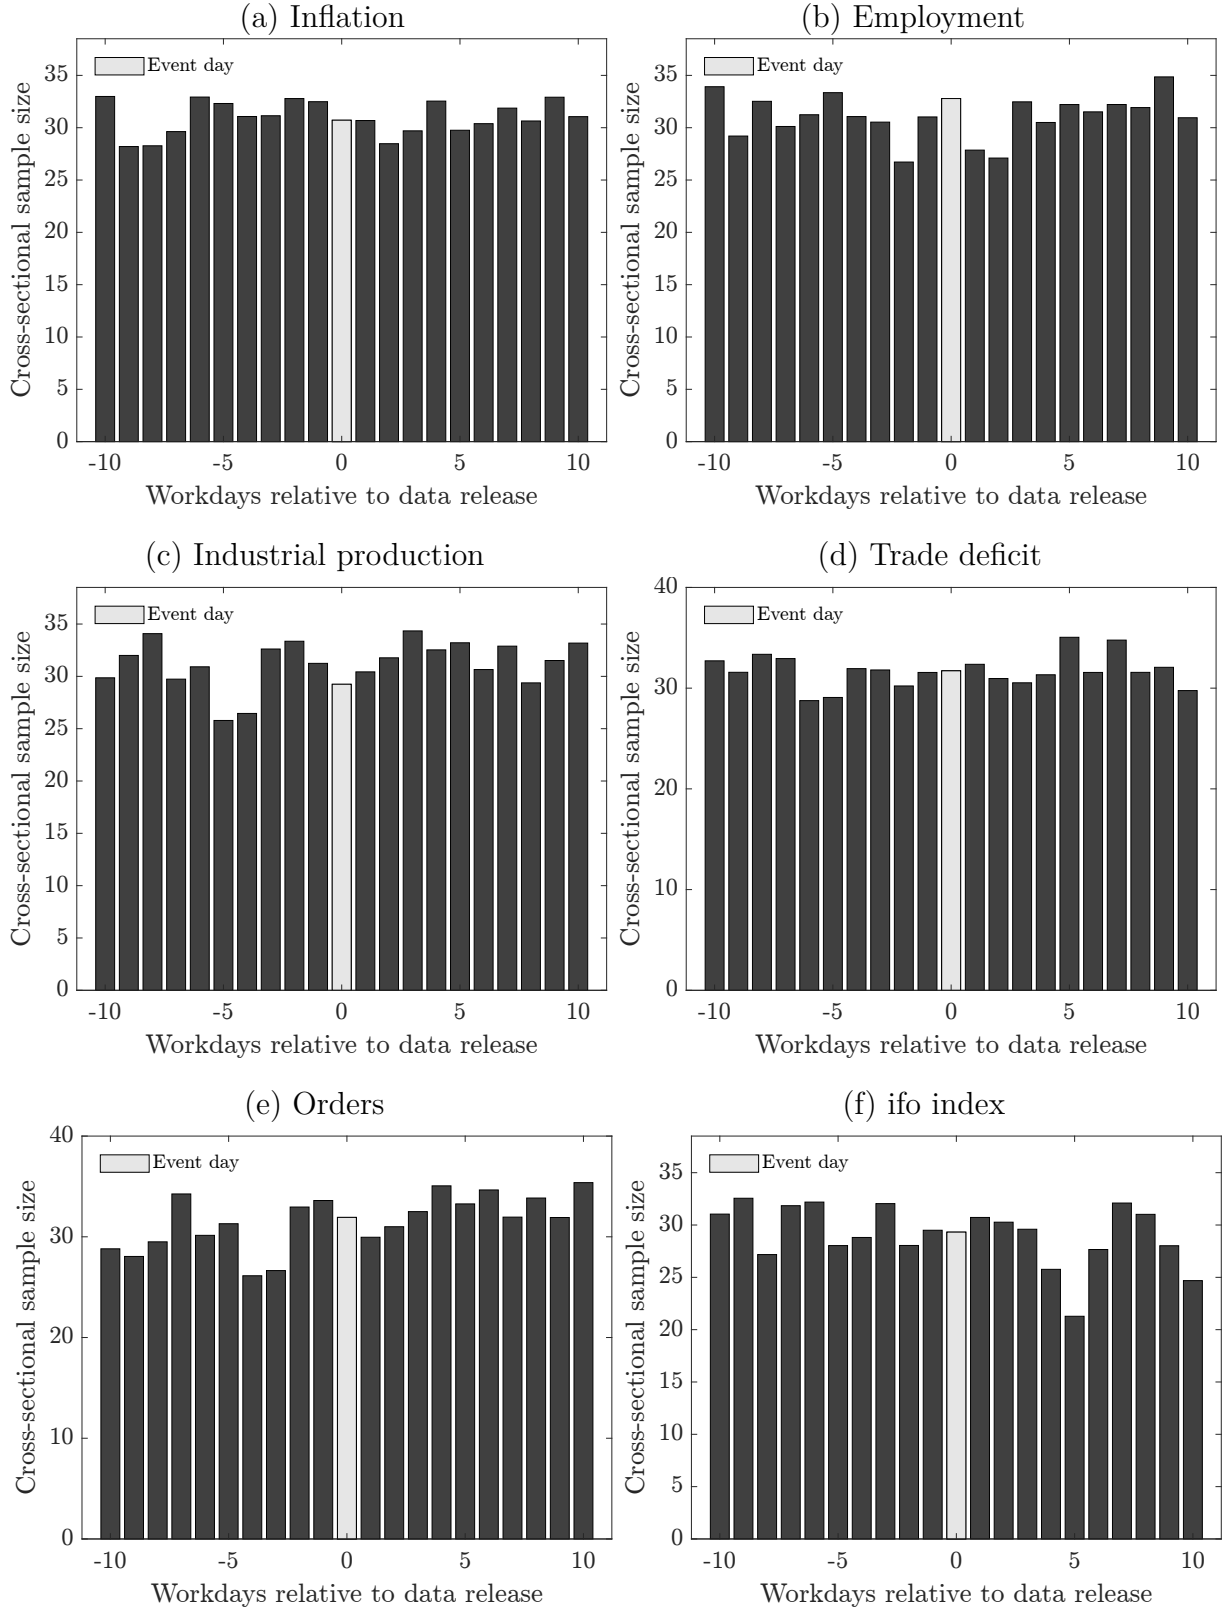 (a) Inflation
Event day
Cross-sectional sample size
35
30
25
20
15
10
5
0
-10 -5 0 5 10
Workdays relative to data release
(b) Employment
Event day
Cross-sectional sample size
35
30
25
20
15
10
5
0
-10 -5 0 5 10
Workdays relative to data release
(c) Industrial production
Event day
Cross-sectional sample size
35
30
25
20
15
10
5
0
-10 -5 0 5 10
Workdays relative to data release
(d) Trade deficit
Event day
Cross-sectional sample size
40
30
20
10
0
-10 -5 0 5 10
Workdays relative to data release
(e) Orders
Event day
Cross-sectional sample size
40
30
20
10
0
-10 -5 0 5 10
Workdays relative to data release
(f) ifo index
Event day
Cross-sectional sample size
35
30
25
20
15
10
5
0
-10 -5 0 5 10
Workdays relative to data release